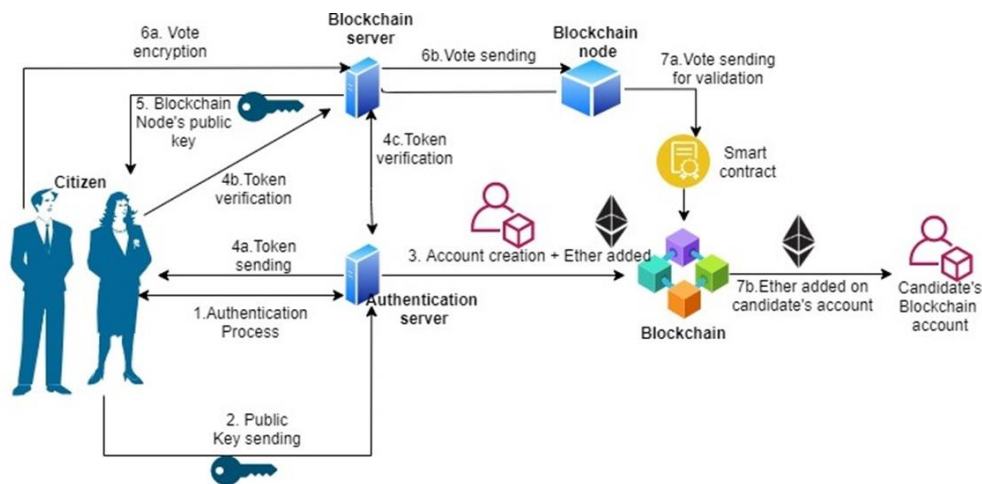 6a. Vote
encryption
Blockchain
server
6b.Vote sending
Blockchain
node
7a.Vote sending
for validation
5. Blockchain
Node's public
key
4c.Token
verification
Smart
contract
Citizen
4b.Token
verification
4a.Token
sending
3. Account creation + Ether added
1.Authentication
Process
Authentication
server
Blockchain
7b.Ether added on
candidate's account
Candidate's
Blockchain
account
2. Public
Key sending